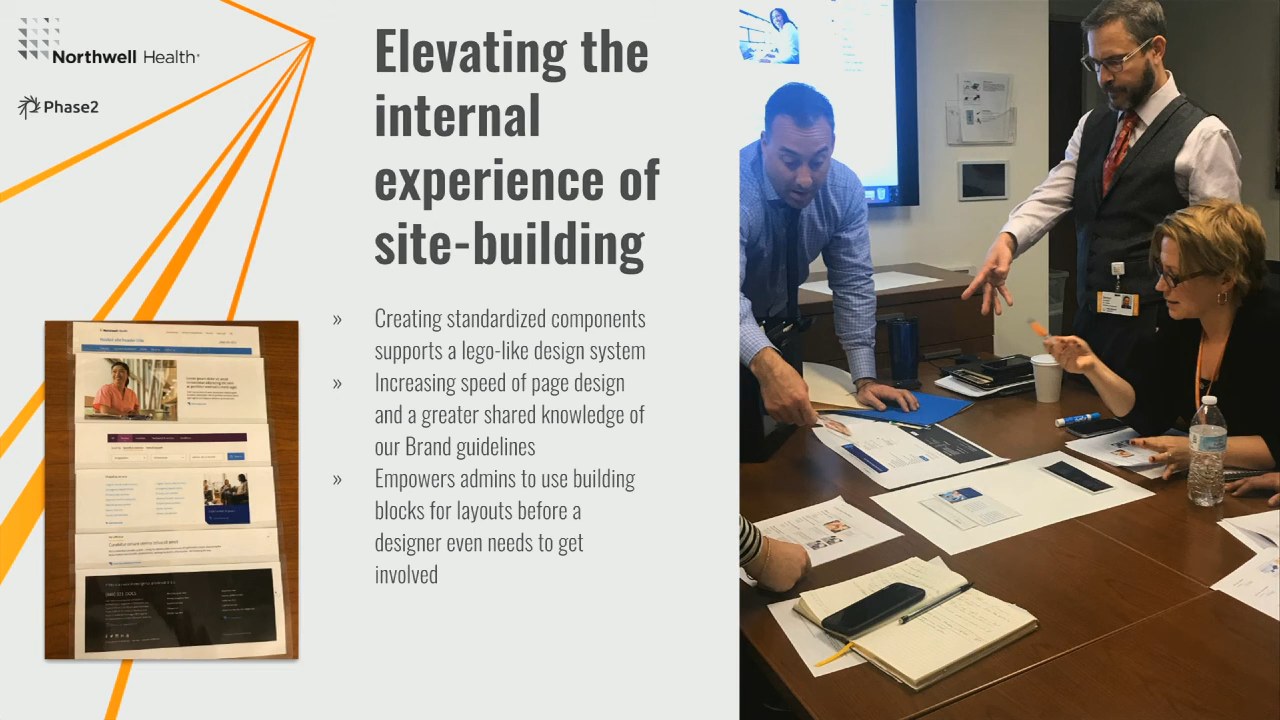 Northwell Health
Phase2
Elevating the
internal
experience of
site-building
» Creating standardized components
supports a lego-like design system
» Increasing speed of page design
and a greater shared knowledge of
our Brand guidelines
» Empowers admins to use building
blocks for layouts before a
designer even needs to get
involved
Northwell Health